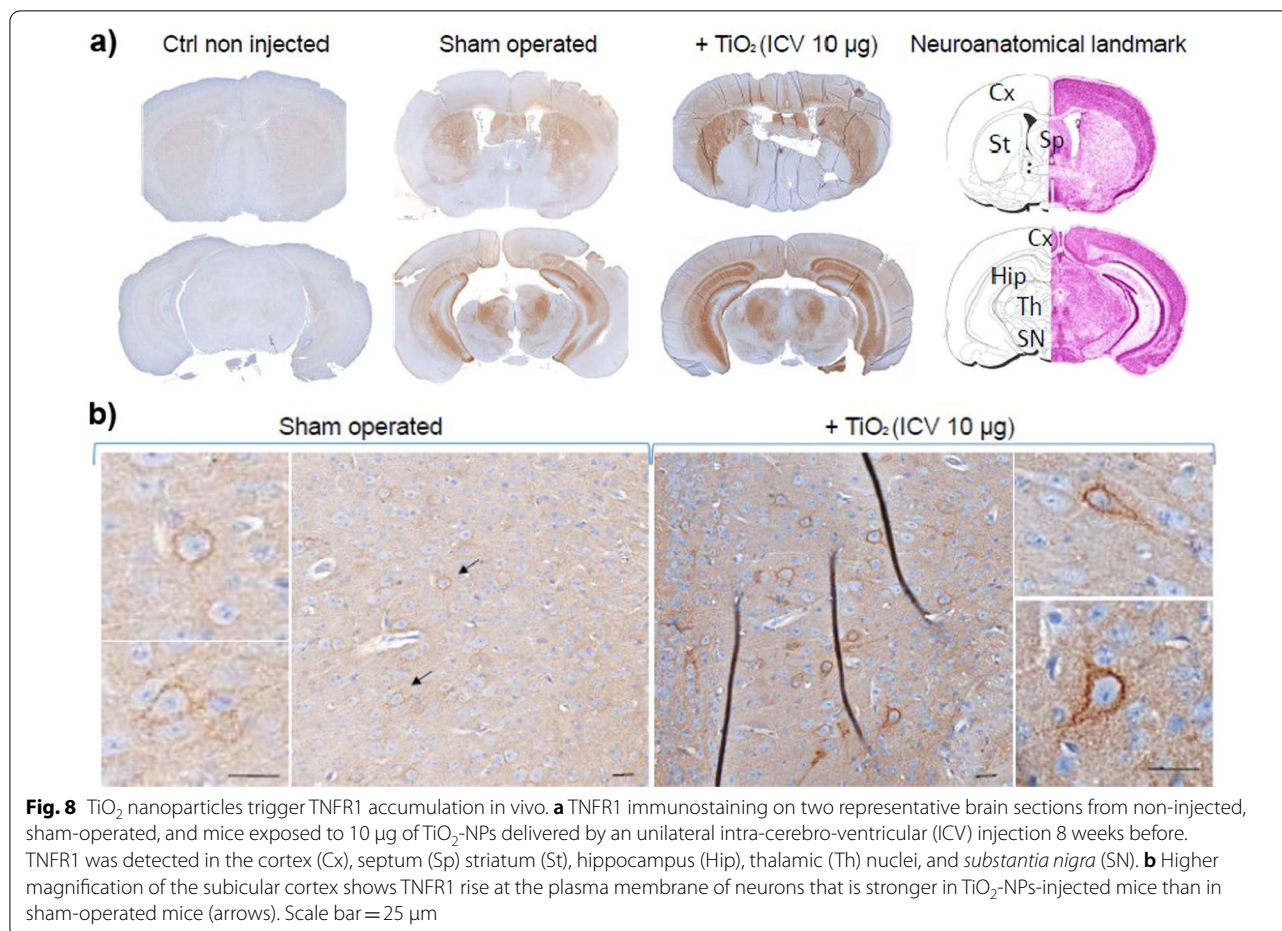 a)
Ctrl non injected
Sham operated
+ TiO₂ (ICV 10 µg)
Neuroanatomical landmark
Cx
St
Sp
Cx
Hip
Th
SN
b)
Sham operated
+ TiO₂ (ICV 10 µg)
Fig. 8 TiO₂ nanoparticles trigger TNFR1 accumulation in vivo. a TNFR1 immunostaining on two representative brain sections from non-injected,
sham-operated, and mice exposed to 10 µg of TiO₂-NPs delivered by an unilateral intra-cerebro-ventricular (ICV) injection 8 weeks before.
TNFR1 was detected in the cortex (Cx), septum (Sp) striatum (St), hippocampus (Hip), thalamic (Th) nuclei, and substantia nigra (SN). b Higher
magnification of the subicular cortex shows TNFR1 rise at the plasma membrane of neurons that is stronger in TiO₂-NPs-injected mice than in
sham-operated mice (arrows). Scale bar = 25 µm